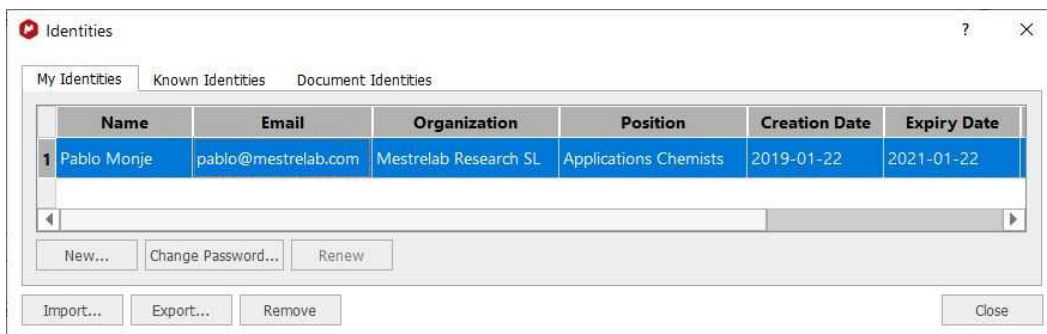 Identities
?
My Identities Known Identities Document Identities
Name Email Organization Position Creation Date Expiry Date
1 Pablo Monje pablo@mestrelab.com Mestrelab Research SL Applications Chemists 2019-01-22 2021-01-22
New... Change Password... Renew
Import... Export... Remove Close